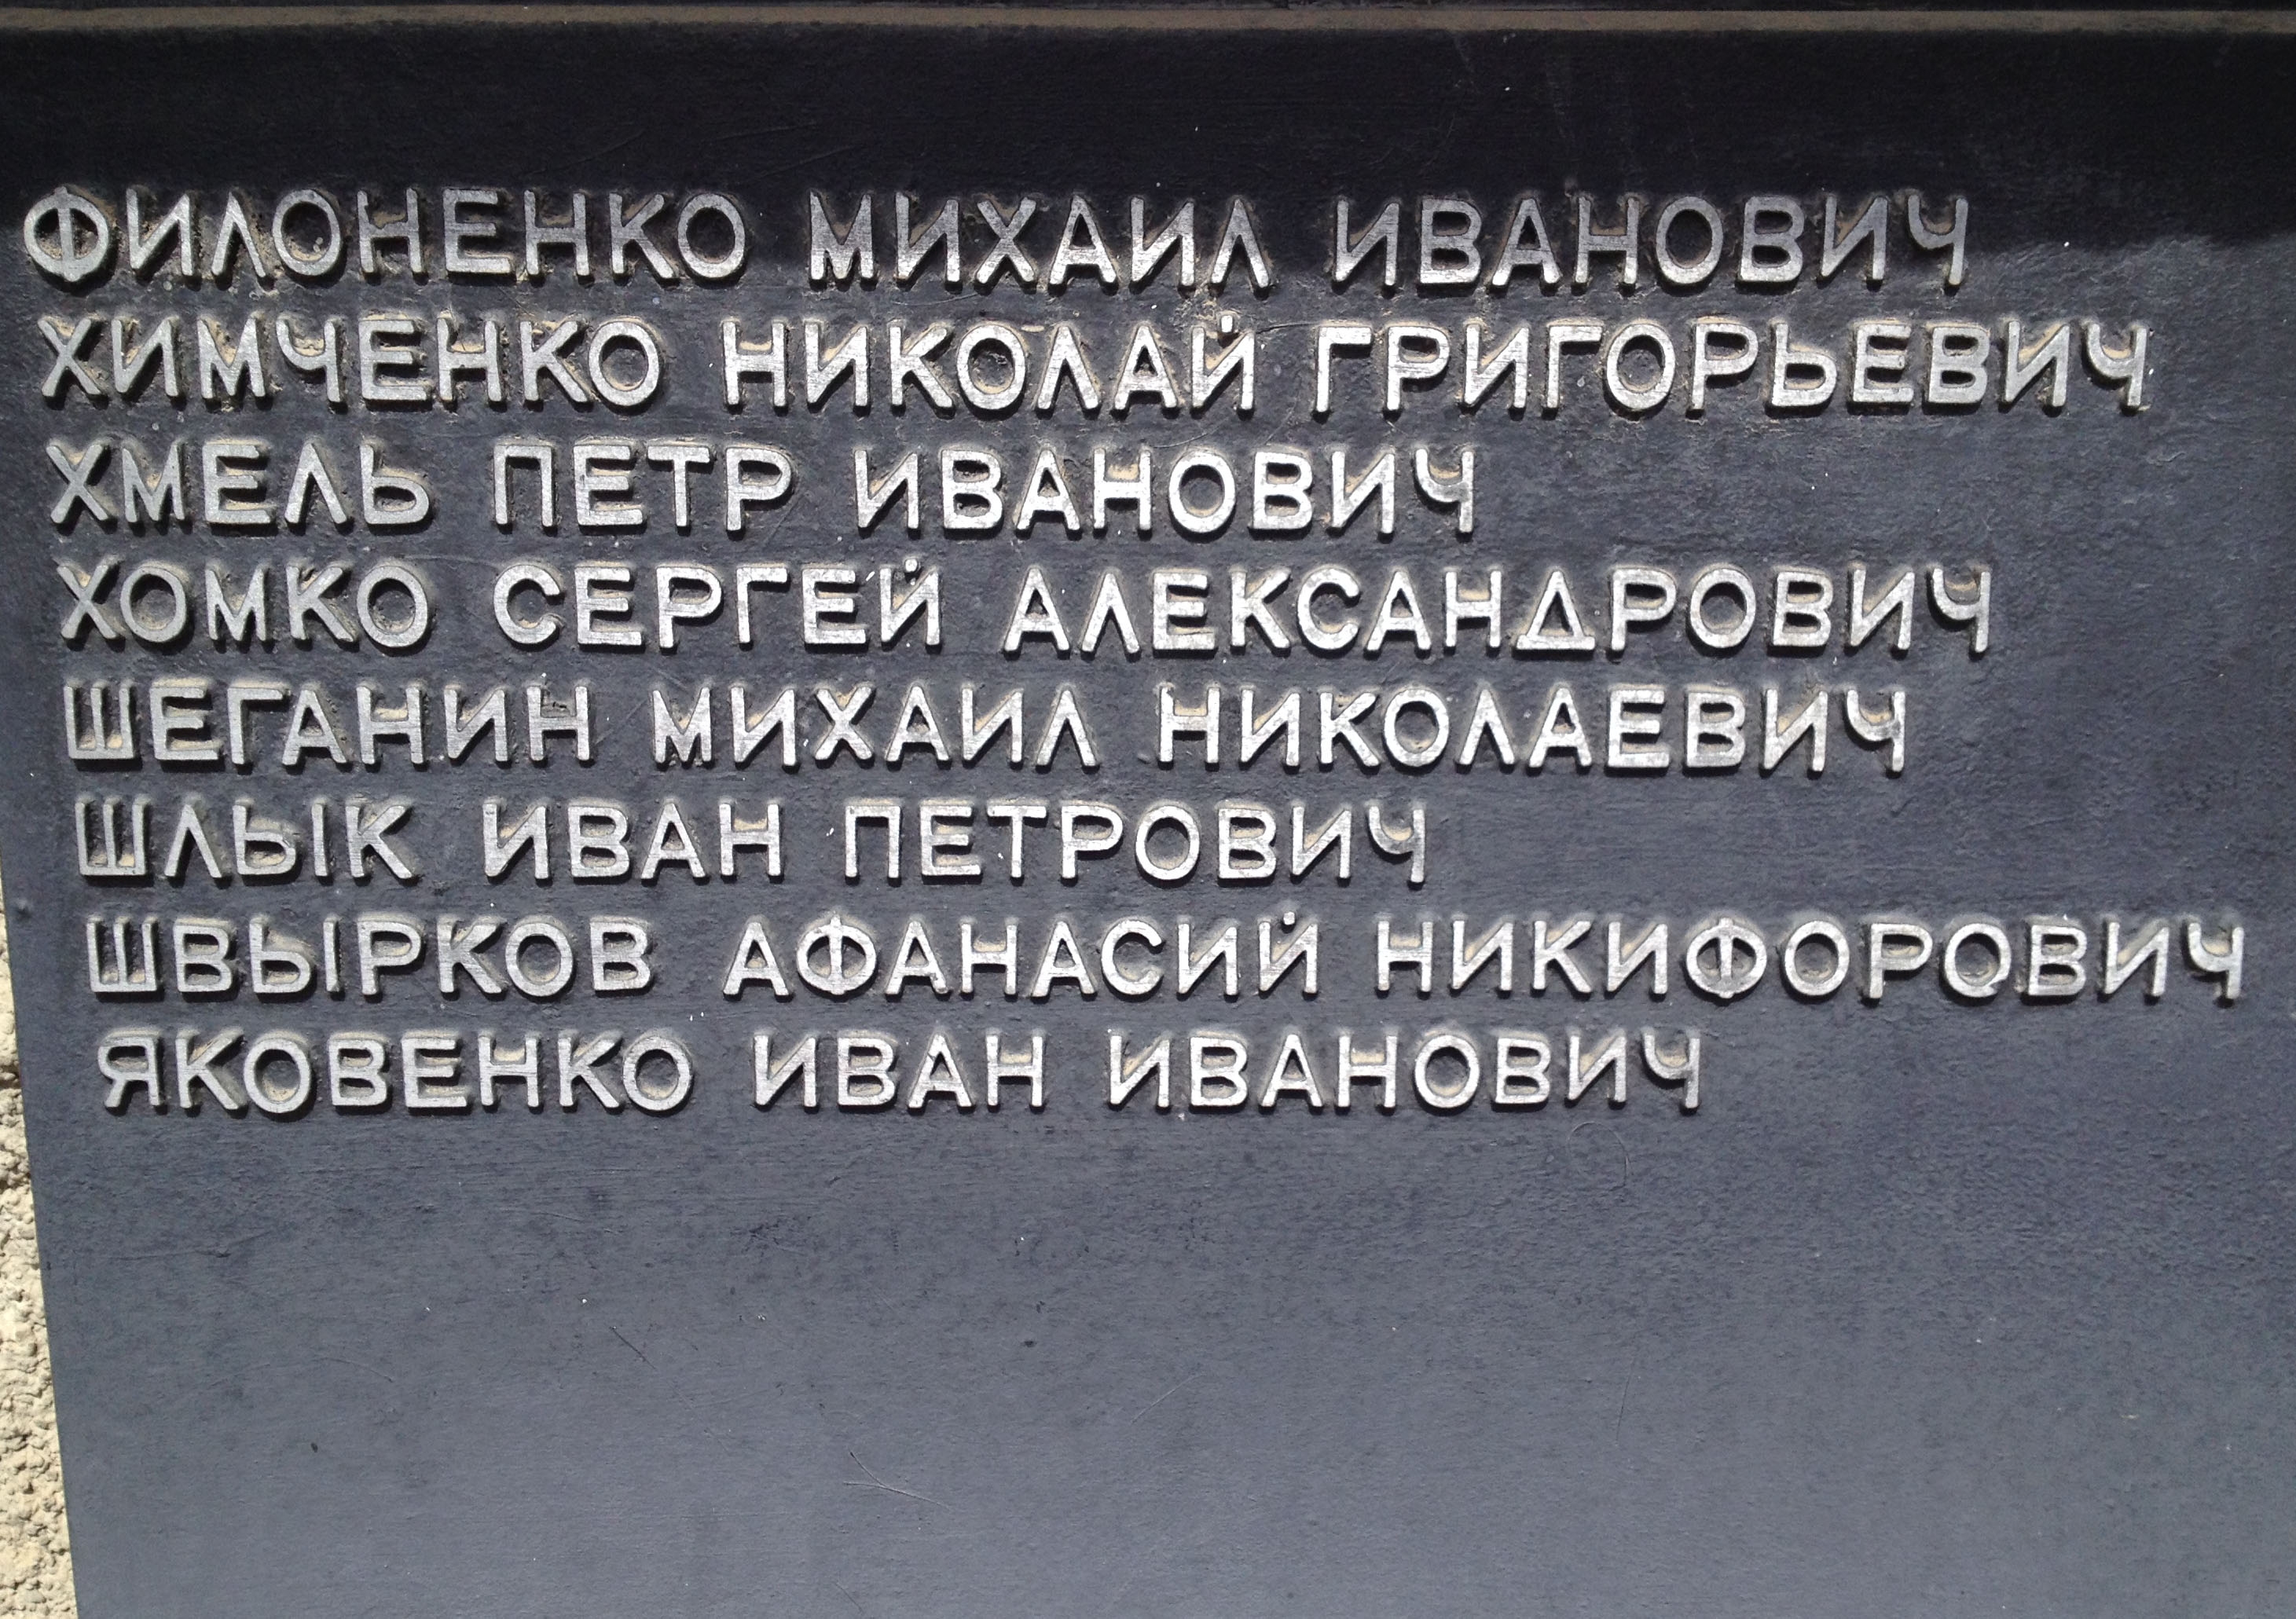 ФИЛОНЕНКО МИХАИЛ ИВАНОВИЧ
ХИМЧЕНКО НИКОЛАЙ ГРИГОРЬЕВИЧ
ХМЕЛЬ ПЕТР ИВАНОВИЧ
ХОМКО СЕРГЕЙ АЛЕКСАНДРОВИЧ
ШЕГАНИН МИХАИЛ НИКОЛАЕВИЧ
ШЛЫК ИВАН ПЕТРОВИЧ
ШВЫРКОВ АФАНАСИЙ НИКИФОРОВИЧ
ЯКОВЕНКО ИВАН ИВАНОВИЧ